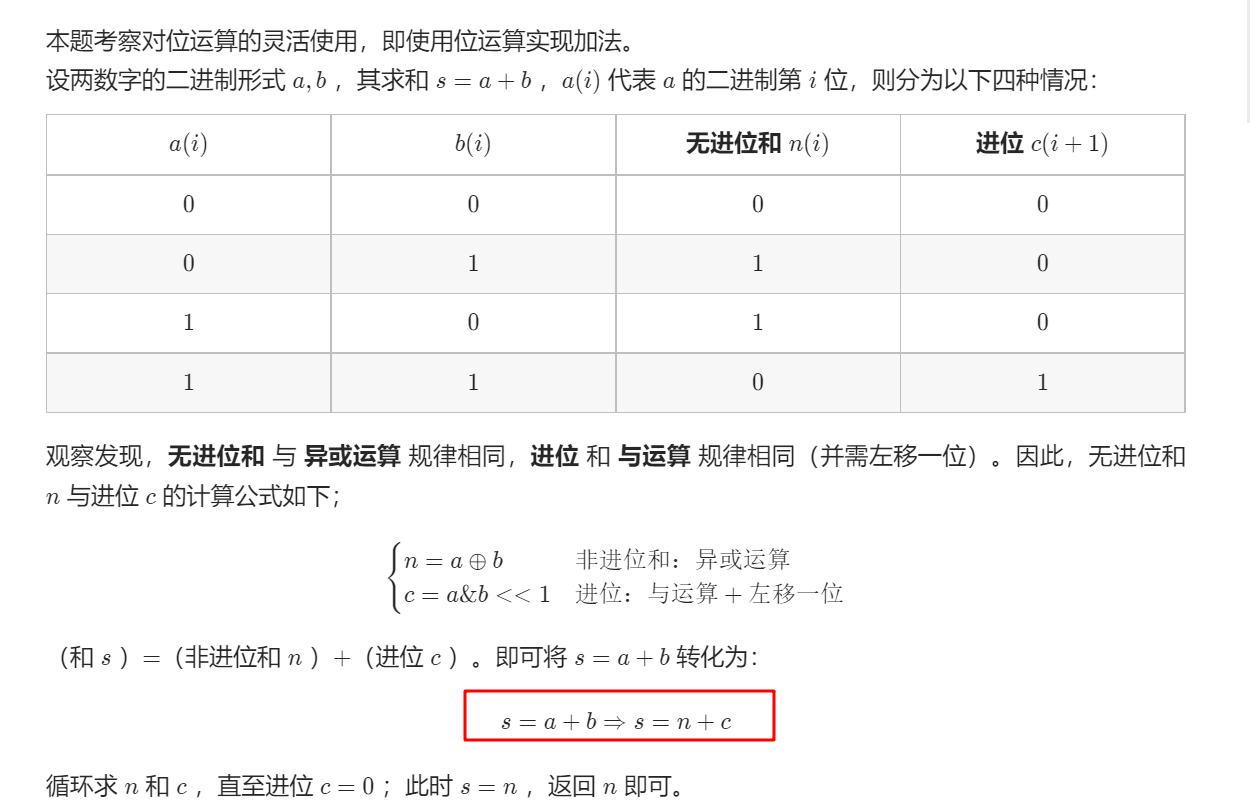 本题考察对位运算的灵活使用，即使用位运算实现加法。
设两数字的二进制形式 a, b ，其求和 s = a + b ，a(i) 代表 a 的二进制第 i 位，则分为以下四种情况：
a(i) b(i) 无进位和 n(i) 进位 c(i + 1)
0 0 0 0
0 1 1 0
1 0 1 0
1 1 0 1
观察发现，无进位和 与 异或运算 规律相同，进位 和 与运算 规律相同（并需左移一位）。因此，无进位和
n 与进位 c 的计算公式如下；
n = a ⊕ b 非进位和：异或运算
c = a&b << 1 进位：与运算 + 左移一位
（和 s ）=（非进位和 n ）+（进位 c ）。即可将 s = a + b 转化为：
s = a + b ⇒ s = n + c
循环求 n 和 c ，直至进位 c = 0 ；此时 s = n ，返回 n 即可。